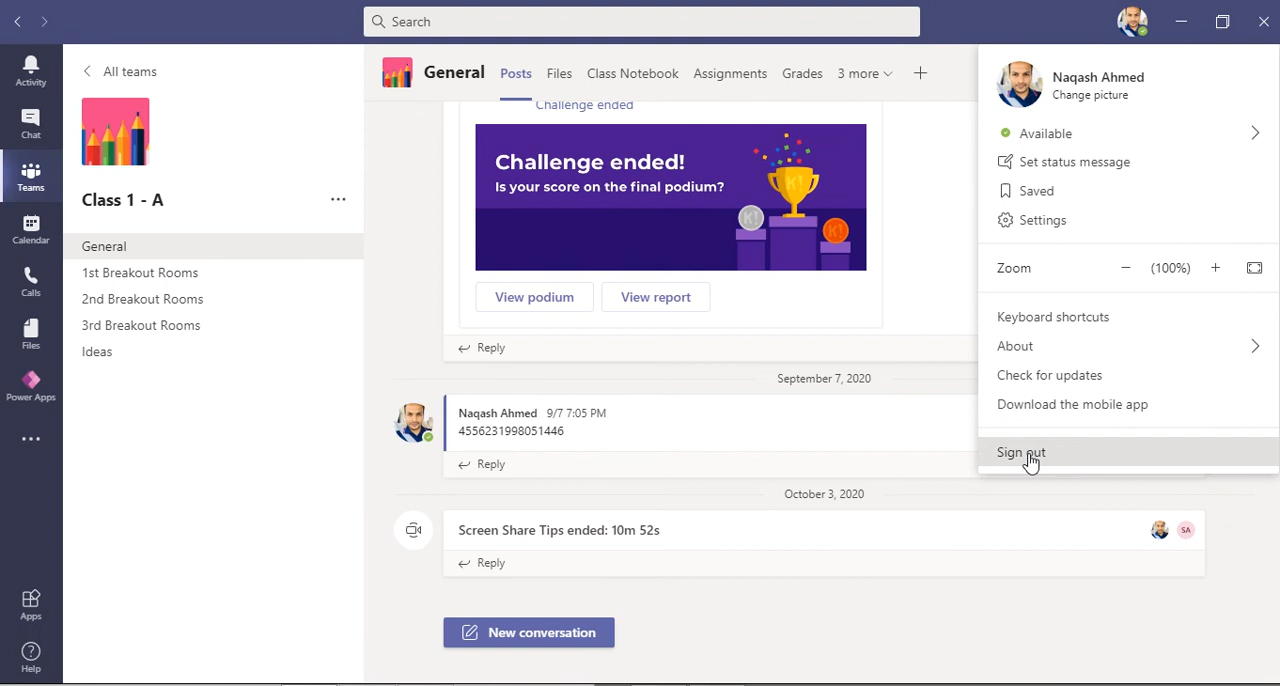 Search
Activity
Chat
Teams
Calendar
Calls
Files
Power Apps
Apps
Help
All teams
Class 1 - A
General
1st Breakout Rooms
2nd Breakout Rooms
3rd Breakout Rooms
Ideas
General
Posts
Files
Class Notebook
Assignments
Grades
3 more
Challenge ended
Challenge ended!
Is your score on the final podium?
K!
K!
K!
View podium
View report
Reply
September 7, 2020
Naqash Ahmed 9/7 7:05 PM
4556231998051446
Reply
October 3, 2020
Screen Share Tips ended: 10m 52s
SA
Reply
New conversation
Naqash Ahmed
Change picture
Available
Set status message
Saved
Settings
Zoom
(100%)
Keyboard shortcuts
About
Check for updates
Download the mobile app
Sign out